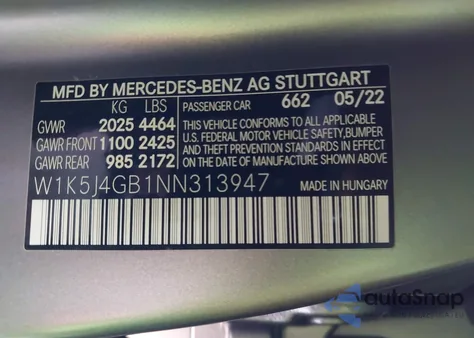 MFD BY MERCEDES-BENZ AG STUTTGART
KG LBS PASSENGER CAR 662 05/22
GWR 2025 4464
GAWR FRONT 1100 2425
GAWR REAR 985 2172
THIS VEHICLE CONFORMS TO ALL APPLICABLE
U.S. FEDERAL MOTOR VEHICLE SAFETY,BUMPER
AND THEFT PREVENTION STANDARDS IN EFFECT
ON THE DATE OF MANUFACTURE SHOWN ABOVE.
W1K5J4GB1NN313947 MADE IN HUNGARY
autoSnap